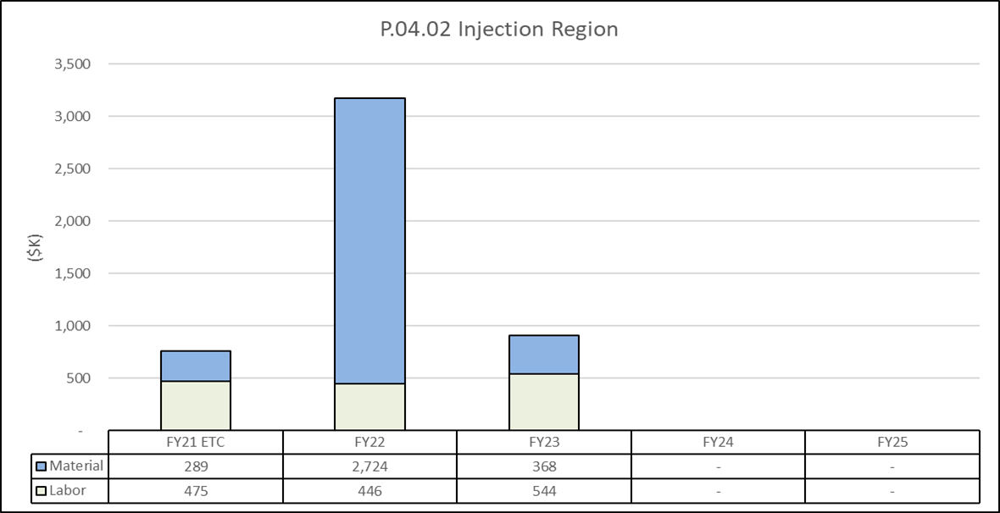 P.04.02 Injection Region
3,500
3,000
2,500
2,000
1,500
1,000
500
-
($K)
FY21 ETC FY22 FY23 FY24 FY25
Material 289 2,724 368 - -
Labor 475 446 544 - -